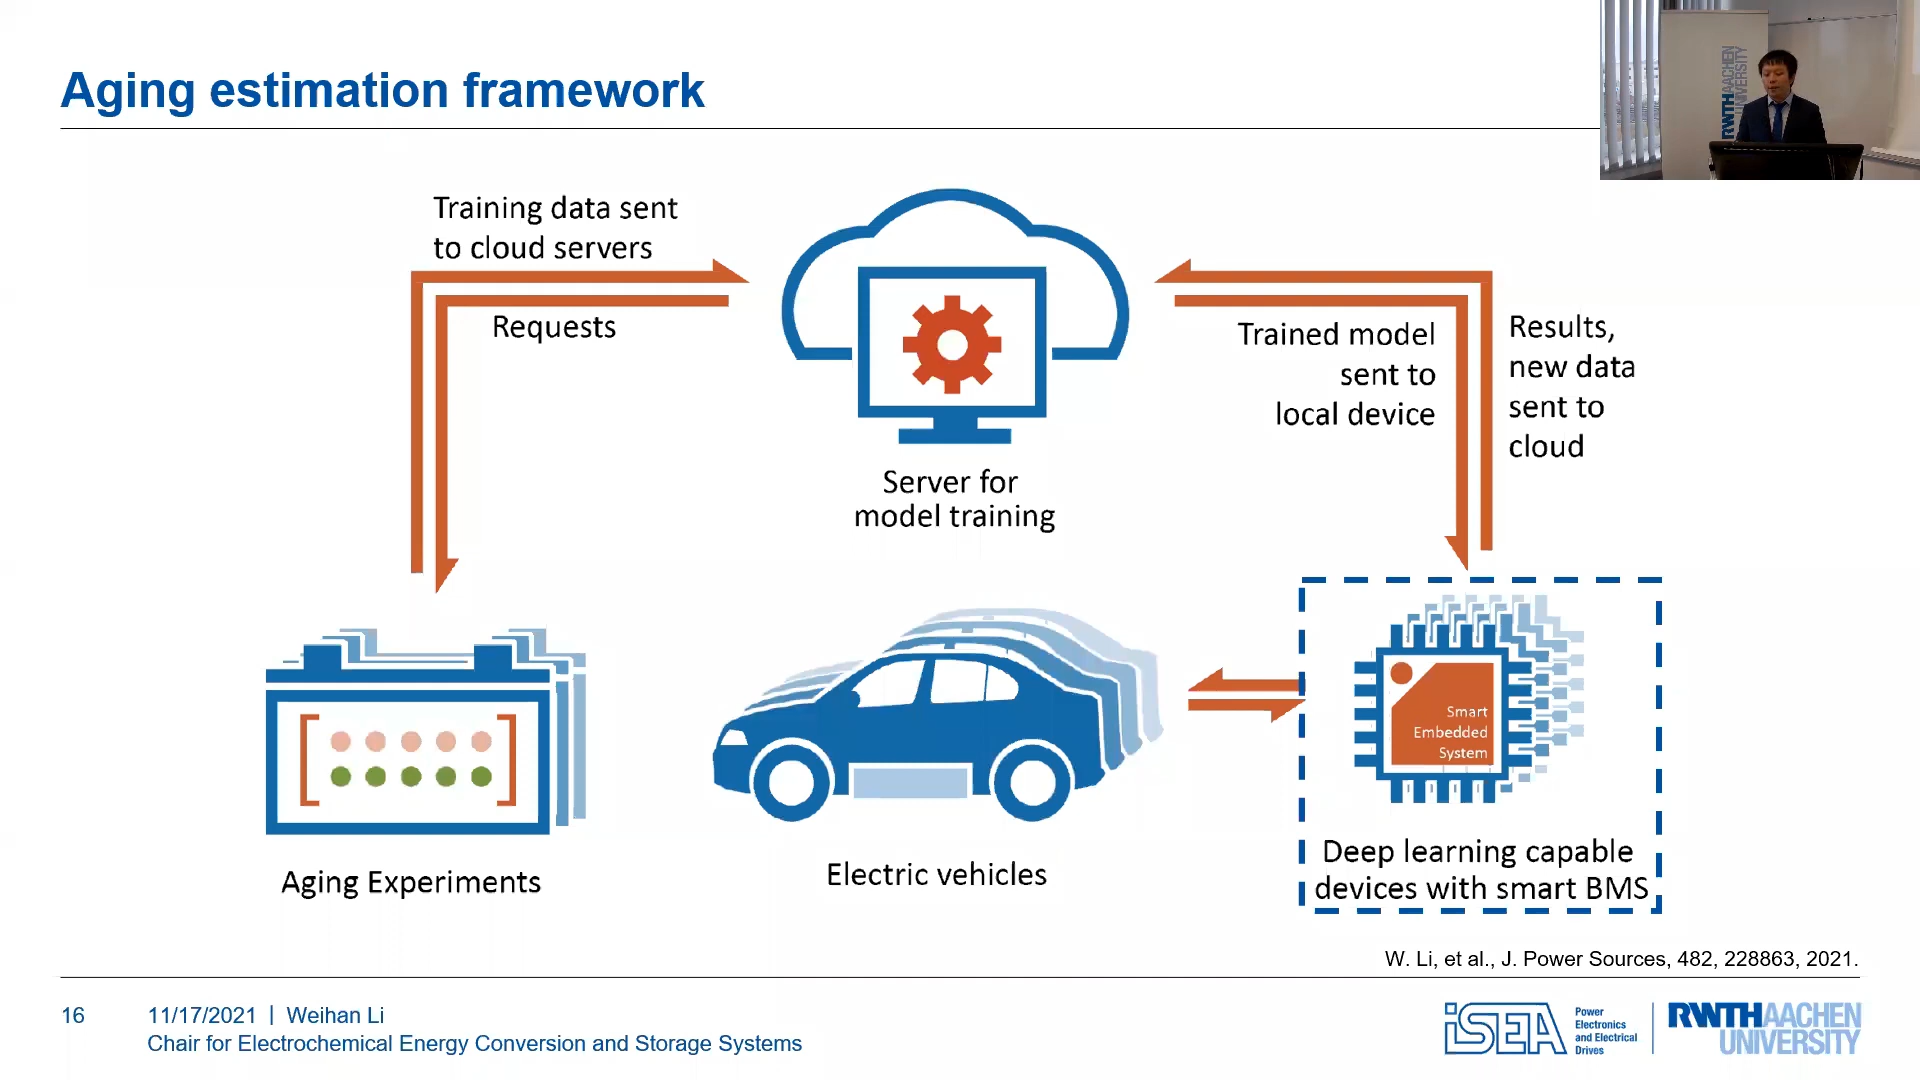 Aging estimation framework
Training data sent
to cloud servers
Requests
Trained model
sent to
local device
Results,
new data
sent to
cloud
Server for
model training
Smart
Embedded
System
Aging Experiments
Electric vehicles
Deep learning capable
devices with smart BMS
W. Li, et al., J. Power Sources, 482, 228863, 2021.
16
11/17/2021 | Weihan Li
Chair for Electrochemical Energy Conversion and Storage Systems
iSEA
Power
Electronics
and Electrical
Drives
RWTHAACHEN
UNIVERSITY
RWTHAACHEN
UNIVERSITY